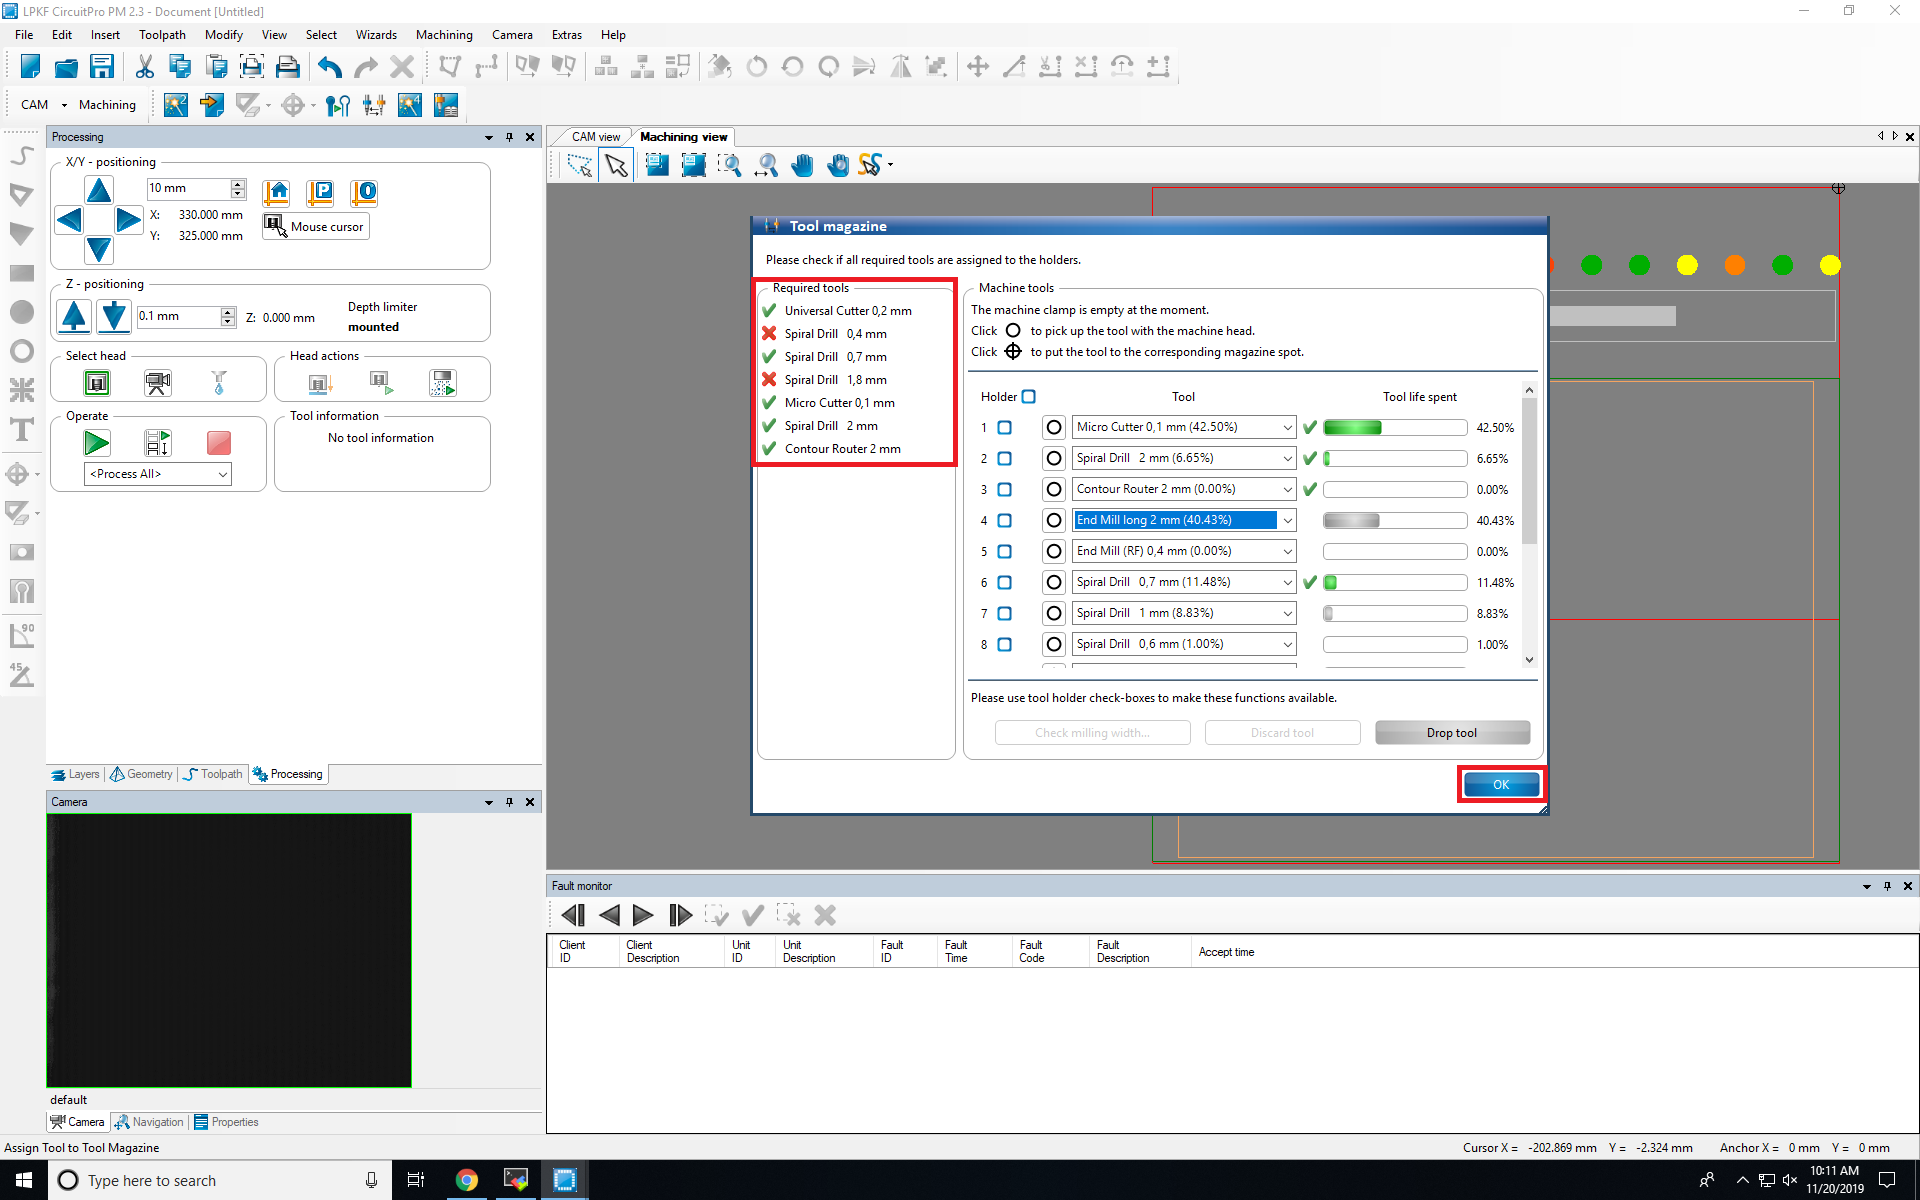 LPKF CircuitPro PM 2.3 - Document [Untitled]
File Edit Insert Toolpath Modify View Select Wizards Machining Camera Extras Help
CAM Machining
Processing
X/Y - positioning
10 mm
X: 330.000 mm
Y: 325.000 mm
Mouse cursor
Z - positioning
0.1 mm
Z: 0.000 mm
Depth limiter
mounted
Select head
Head actions
Operate
<Process All>
Tool information
No tool information
90
45
Layers Geometry Toolpath Processing
Camera
default
Camera Navigation Properties
CAM view Machining view
Tool magazine
Please check if all required tools are assigned to the holders.
Required tools
Universal Cutter 0,2 mm
Spiral Drill 0,4 mm
Spiral Drill 0,7 mm
Spiral Drill 1,8 mm
Micro Cutter 0,1 mm
Spiral Drill 2 mm
Contour Router 2 mm
Machine tools
The machine clamp is empty at the moment.
Click to pick up the tool with the machine head.
Click to put the tool to the corresponding magazine spot.
Holder Tool Tool life spent
1 Micro Cutter 0,1 mm (42.50%) 42.50%
2 Spiral Drill 2 mm (6.65%) 6.65%
3 Contour Router 2 mm (0.00%) 0.00%
4 End Mill long 2 mm (40.43%) 40.43%
5 End Mill (RF) 0,4 mm (0.00%) 0.00%
6 Spiral Drill 0,7 mm (11.48%) 11.48%
7 Spiral Drill 1 mm (8.83%) 8.83%
8 Spiral Drill 0,6 mm (1.00%) 1.00%
Please use tool holder check-boxes to make these functions available.
Check milling width... Discard tool Drop tool
OK
Fault monitor
Client ID Client Description Unit ID Unit Description Fault ID Fault Time Fault Code Fault Description Accept time
Assign Tool to Tool Magazine
Cursor X = -202.869 mm Y = -2.324 mm Anchor X = 0 mm Y = 0 mm
Type here to search
10:11 AM
11/20/2019